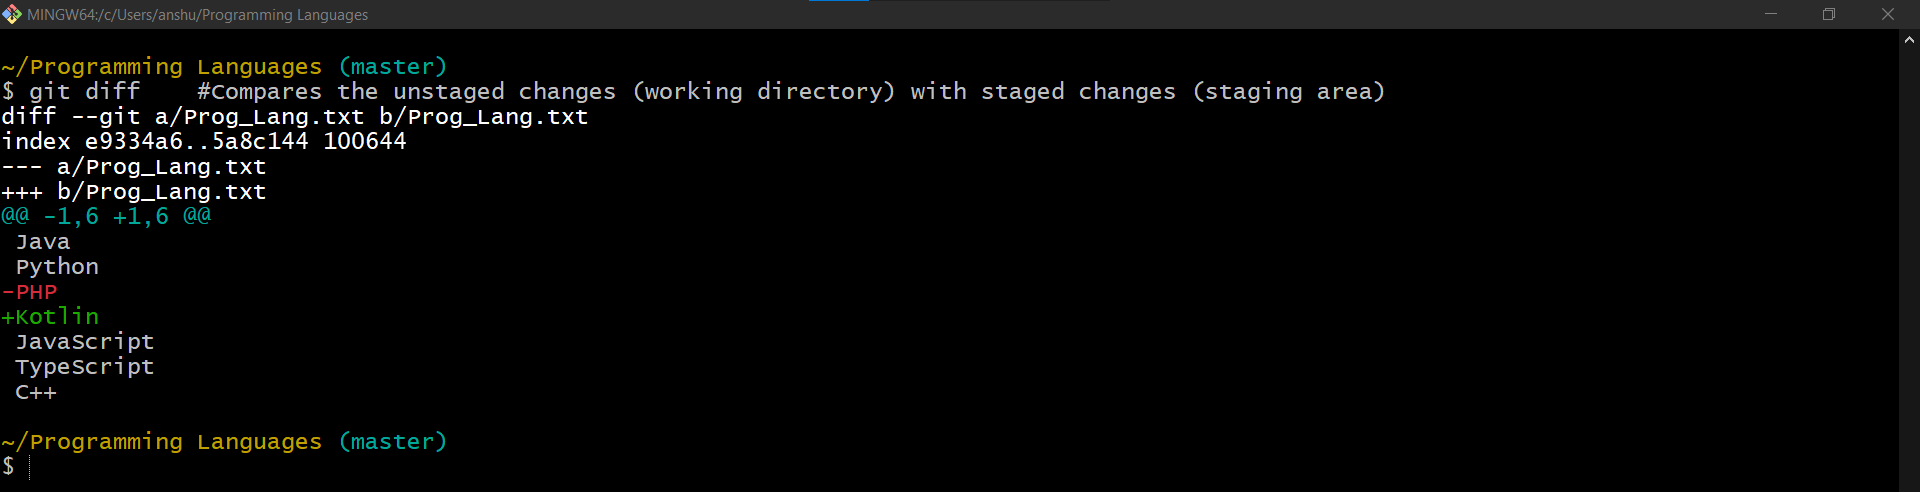 MINGW64:/c/Users/anshu/Programming Languages
~/Programming Languages (master)
$ git diff    #Compares the unstaged changes (working directory) with staged changes (staging area)
diff --git a/Prog_Lang.txt b/Prog_Lang.txt
index e9334a6..5a8c144 100644
--- a/Prog_Lang.txt
+++ b/Prog_Lang.txt
@@ -1,6 +1,6 @@
 Java
 Python
-PHP
+Kotlin
 JavaScript
 TypeScript
 C++
~/Programming Languages (master)
$